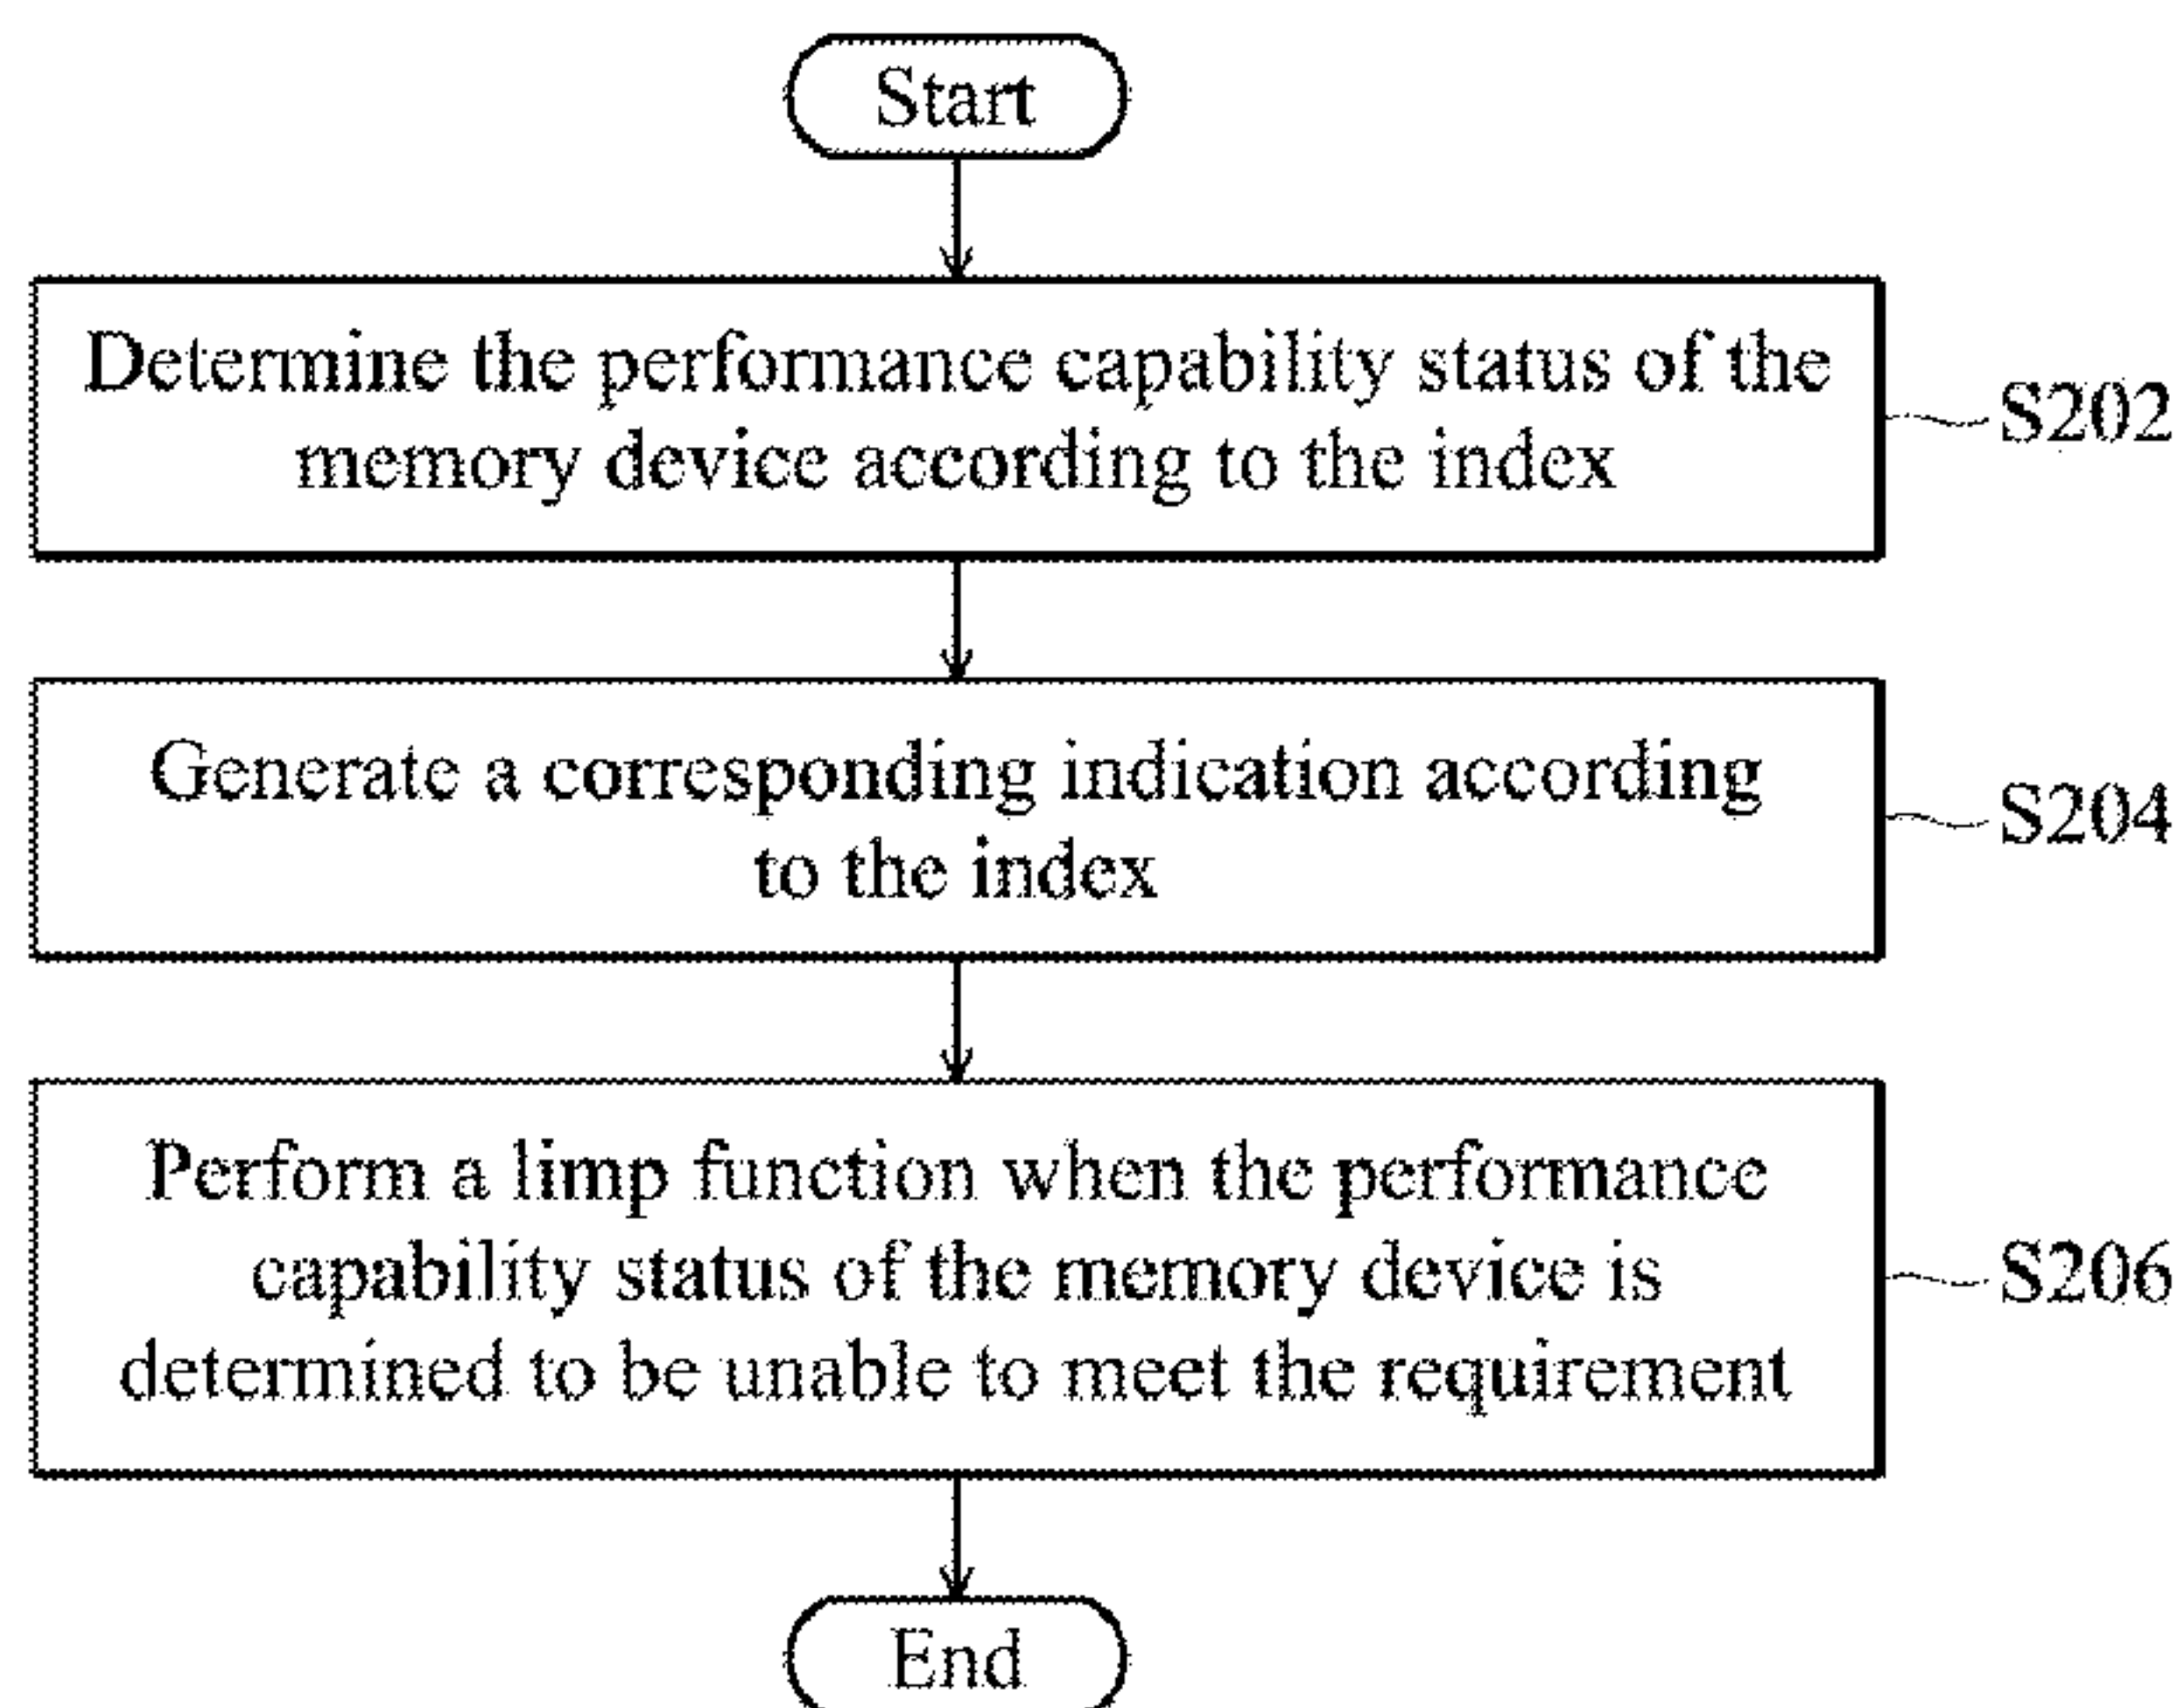 Start
Determine the performance capability status of the
memory device according to the index
S202
Generate a corresponding indication according
to the index
S204
Perform a limp function when the performance
capability status of the memory device is
determined to be unable to meet the requirement
S206
End